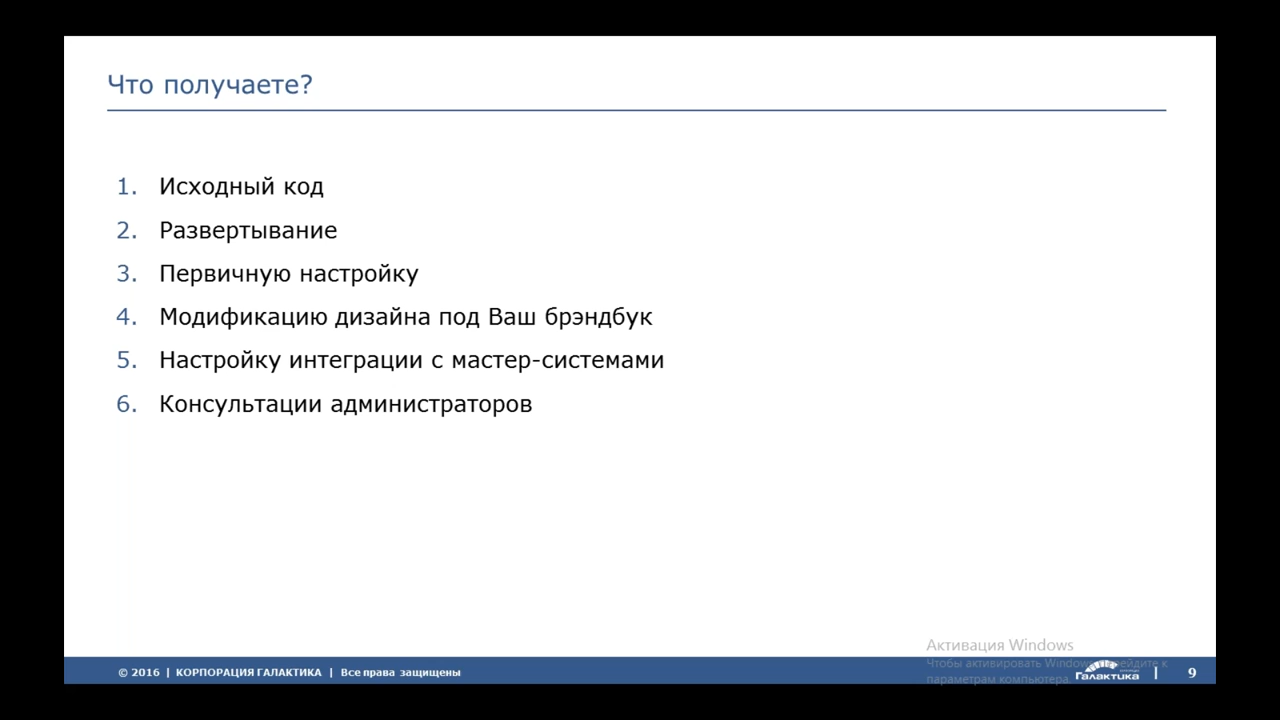 Что получаете?
1. Исходный код
2. Развертывание
3. Первичную настройку
4. Модификацию дизайна под Ваш брэндбук
5. Настройку интеграции с мастер-системами
6. Консультации администраторов
Активация Windows
Чтобы активировать Windows, перейдите к
параметрам компьютера.
© 2016 | КОРПОРАЦИЯ ГАЛАКТИКА | Все права защищены
Галактика | 9